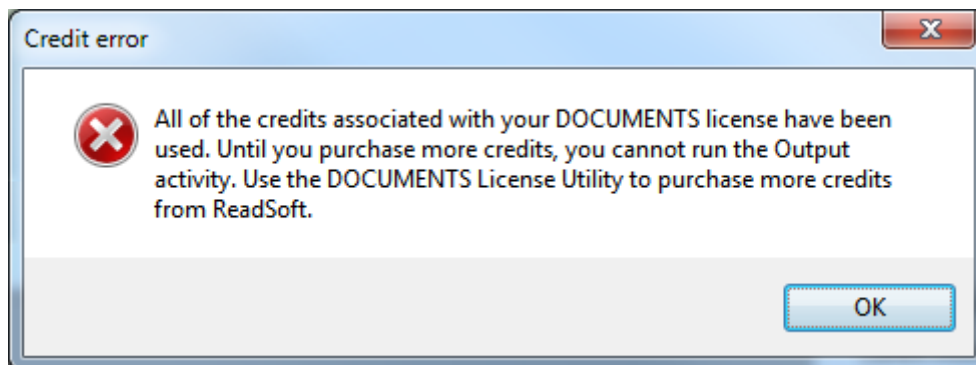 Credit error
All of the credits associated with your DOCUMENTS license have been
used. Until you purchase more credits, you cannot run the Output
activity. Use the DOCUMENTS License Utility to purchase more credits
from ReadSoft.
OK